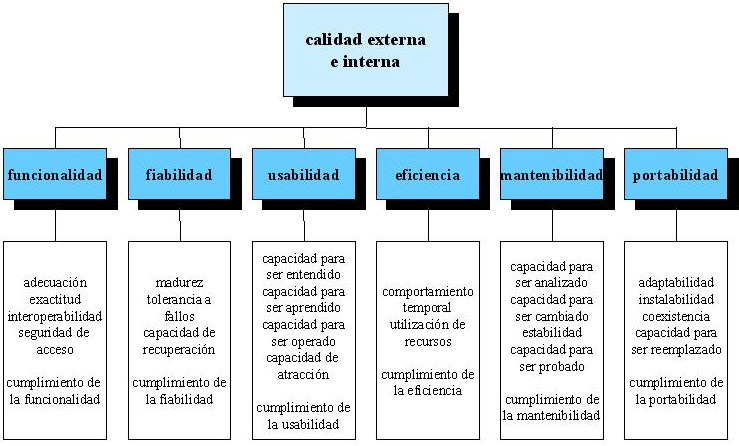 calidad externa
e interna
funcionalidad
fiabilidad
usabilidad
eficiencia
mantenibilidad
portabilidad
adecuación
exactitud
interoperabilidad
seguridad de
acceso
cumplimiento de
la funcionalidad
madurez
tolerancia a
fallos
capacidad de
recuperación
cumplimiento de
la fiabilidad
capacidad para
ser entendido
capacidad para
ser aprendido
capacidad para
ser operado
capacidad de
atracción
cumplimiento de
la usabilidad
comportamiento
temporal
utilización de
recursos
cumplimiento de
la eficiencia
capacidad para
ser analizado
capacidad para
ser cambiado
estabilidad
capacidad para
ser probado
cumplimiento de
la mantenibilidad
adaptabilidad
instalabilidad
coexistencia
capacidad para
ser reemplazado
cumplimiento de
la portabilidad